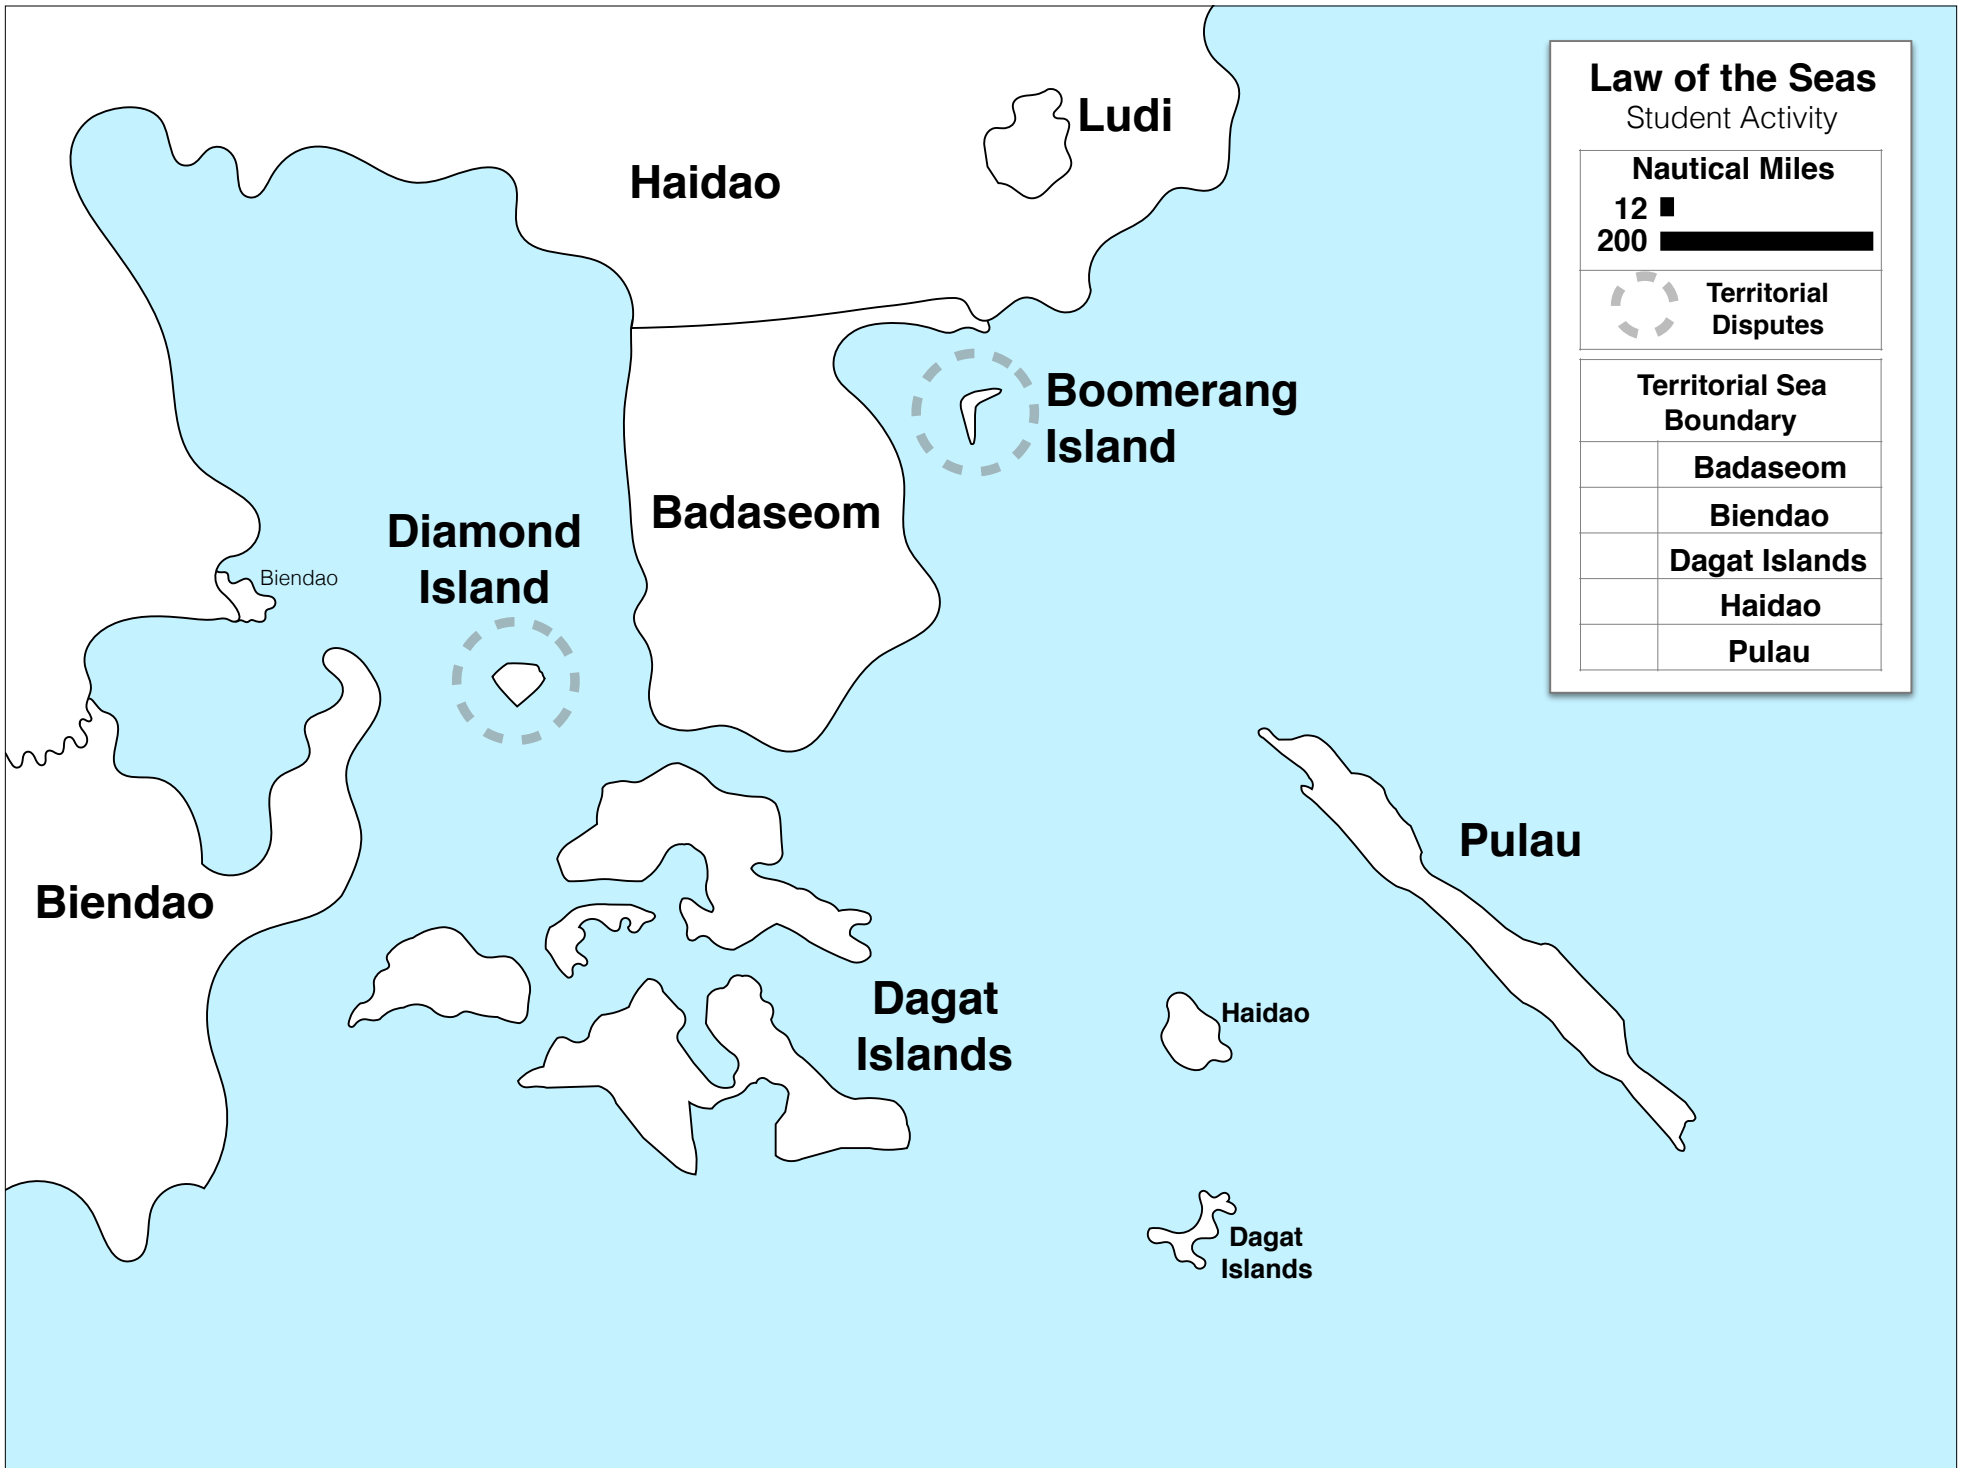 Law of the Seas
Student Activity
Nautical Miles
12
200
Territorial
Disputes
Territorial Sea
Boundary
Badaseom
Biendao
Dagat Islands
Haidao
Pulau
Ludi
Haidao
Boomerang
Island
Badaseom
Diamond
Island
Biendao
Pulau
Biendao
Dagat
Islands
Haidao
Dagat
Islands